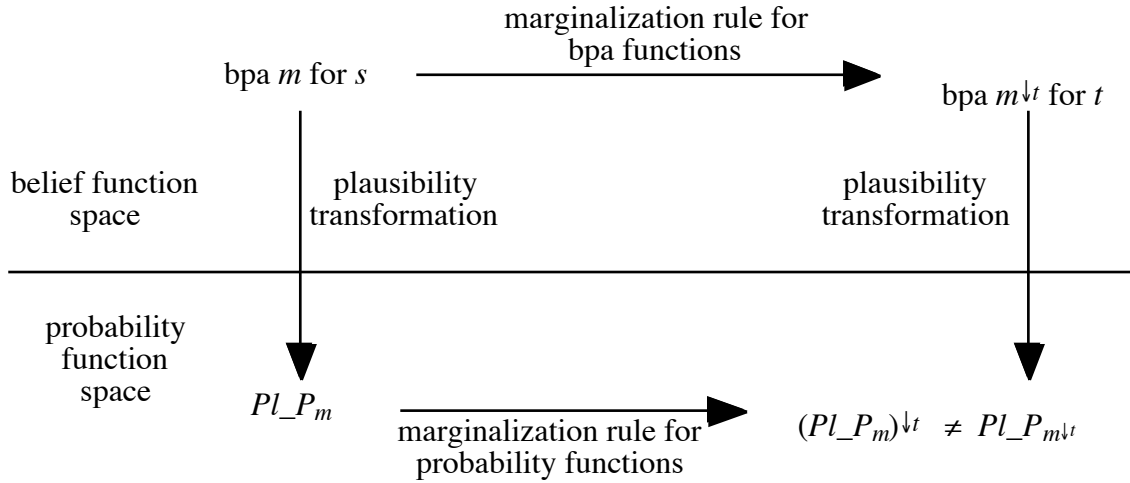 marginalization rule for
bpa functions
bpa m for s
bpa m↓t for t
belief function
space
plausibility
transformation
plausibility
transformation
probability
function
space
Pl_Pₘ
marginalization rule for
probability functions
(Pl_Pₘ)↓t ≠ Pl_Pₘ↓t